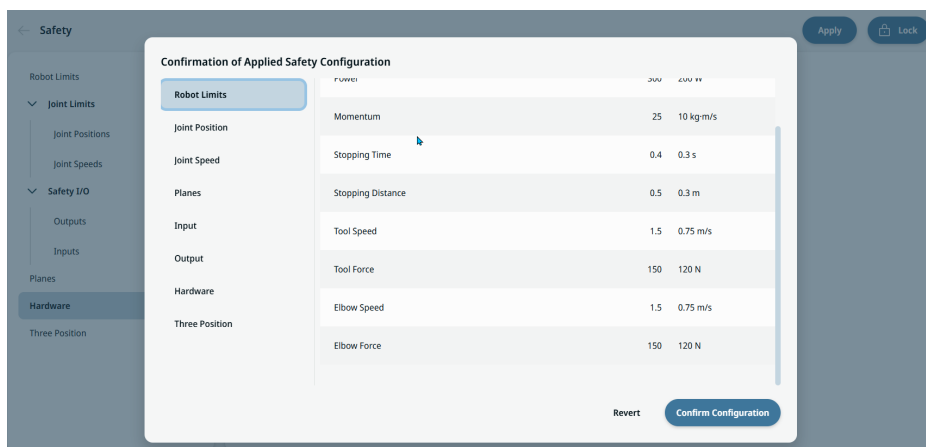 Safety
Apply
Lock
Robot Limits
Joint Limits
Joint Positions
Joint Speeds
Safety I/O
Outputs
Inputs
Planes
Hardware
Three Position
Confirmation of Applied Safety Configuration
Robot Limits
Joint Position
Joint Speed
Planes
Input
Output
Hardware
Three Position
Power 300 200 W
Momentum 25 10 kg·m/s
Stopping Time 0.4 0.3 s
Stopping Distance 0.5 0.3 m
Tool Speed 1.5 0.75 m/s
Tool Force 150 120 N
Elbow Speed 1.5 0.75 m/s
Elbow Force 150 120 N
Revert
Confirm Configuration